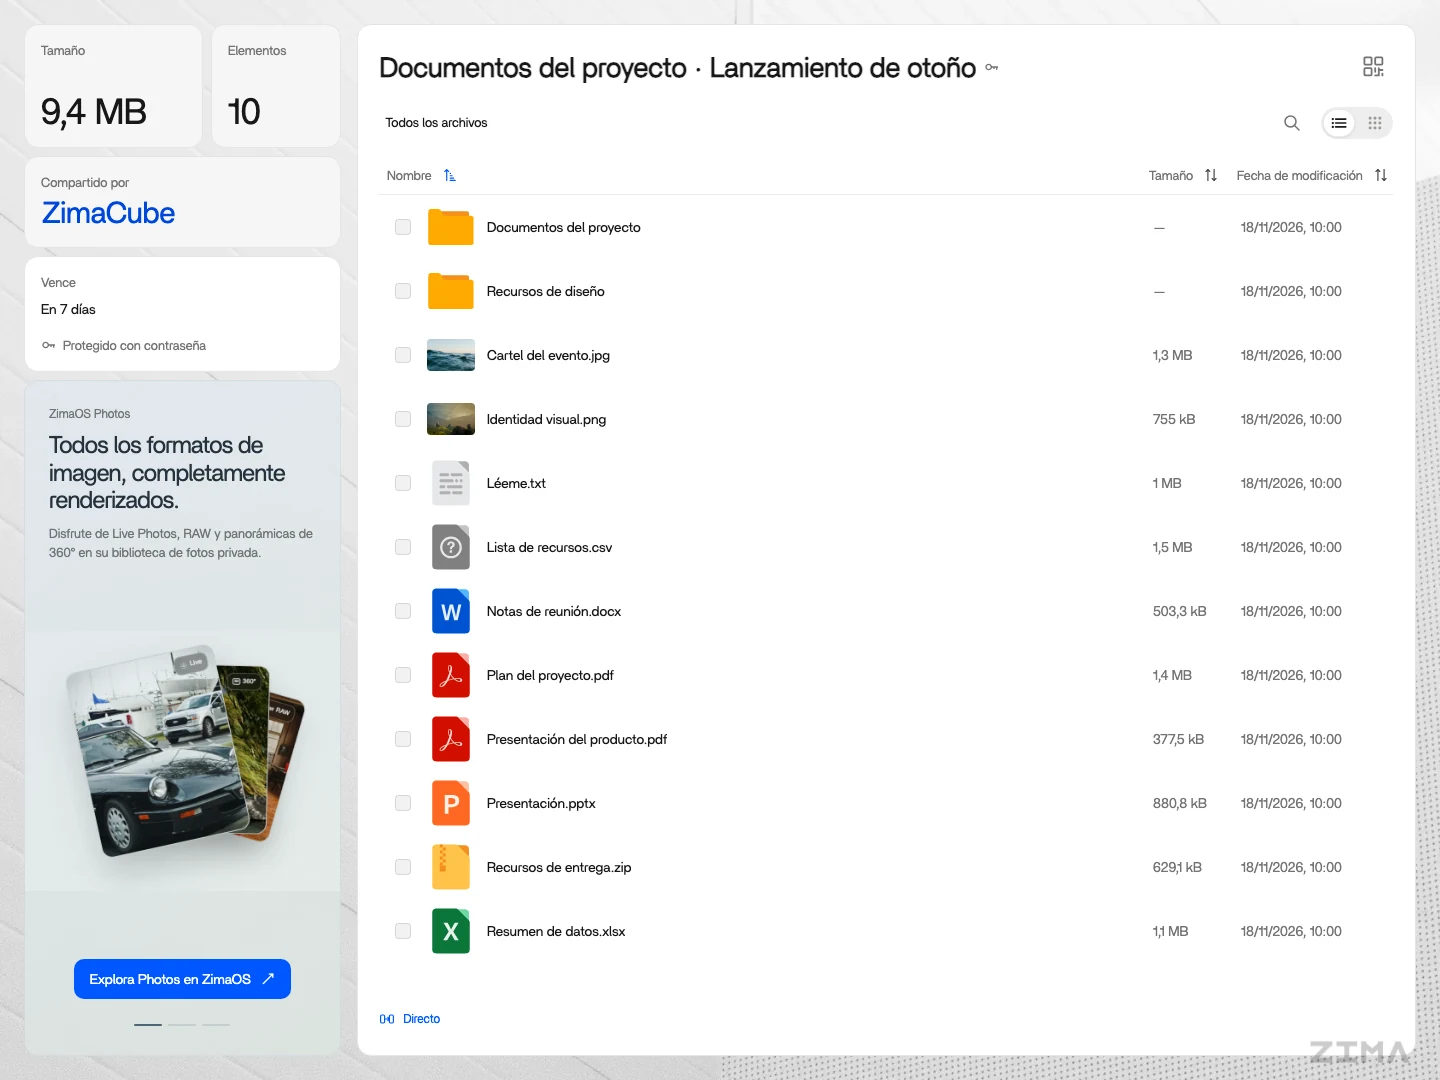 Tamaño
9,4 MB
Elementos
10
Compartido por
ZimaCube
Vence
En 7 días
Protegido con contraseña
ZimaOS Photos
Todos los formatos de
imagen, completamente
renderizados.
Disfrute de Live Photos, RAW y panorámicas de
360° en su biblioteca de fotos privada.
Live
360°
RAW
Explora Photos en ZimaOS
Documentos del proyecto · Lanzamiento de otoño
Todos los archivos
Nombre Tamaño Fecha de modificación
Documentos del proyecto — 18/11/2026, 10:00
Recursos de diseño — 18/11/2026, 10:00
Cartel del evento.jpg 1,3 MB 18/11/2026, 10:00
Identidad visual.png 755 kB 18/11/2026, 10:00
Léeme.txt 1 MB 18/11/2026, 10:00
Lista de recursos.csv 1,5 MB 18/11/2026, 10:00
W Notas de reunión.docx 503,3 kB 18/11/2026, 10:00
Plan del proyecto.pdf 1,4 MB 18/11/2026, 10:00
Presentación del producto.pdf 377,5 kB 18/11/2026, 10:00
P Presentación.pptx 880,8 kB 18/11/2026, 10:00
Recursos de entrega.zip 629,1 kB 18/11/2026, 10:00
X Resumen de datos.xlsx 1,1 MB 18/11/2026, 10:00
Directo
ZIMA